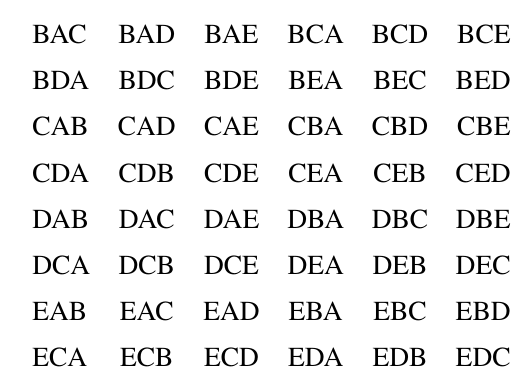 BAC BAD BAE BCA BCD BCE
BDA BDC BDE BEA BEC BED
CAB CAD CAE CBA CBD CBE
CDA CDB CDE CEA CEB CED
DAB DAC DAE DBA DBC DBE
DCA DCB DCE DEA DEB DEC
EAB EAC EAD EBA EBC EBD
ECA ECB ECD EDA EDB EDC